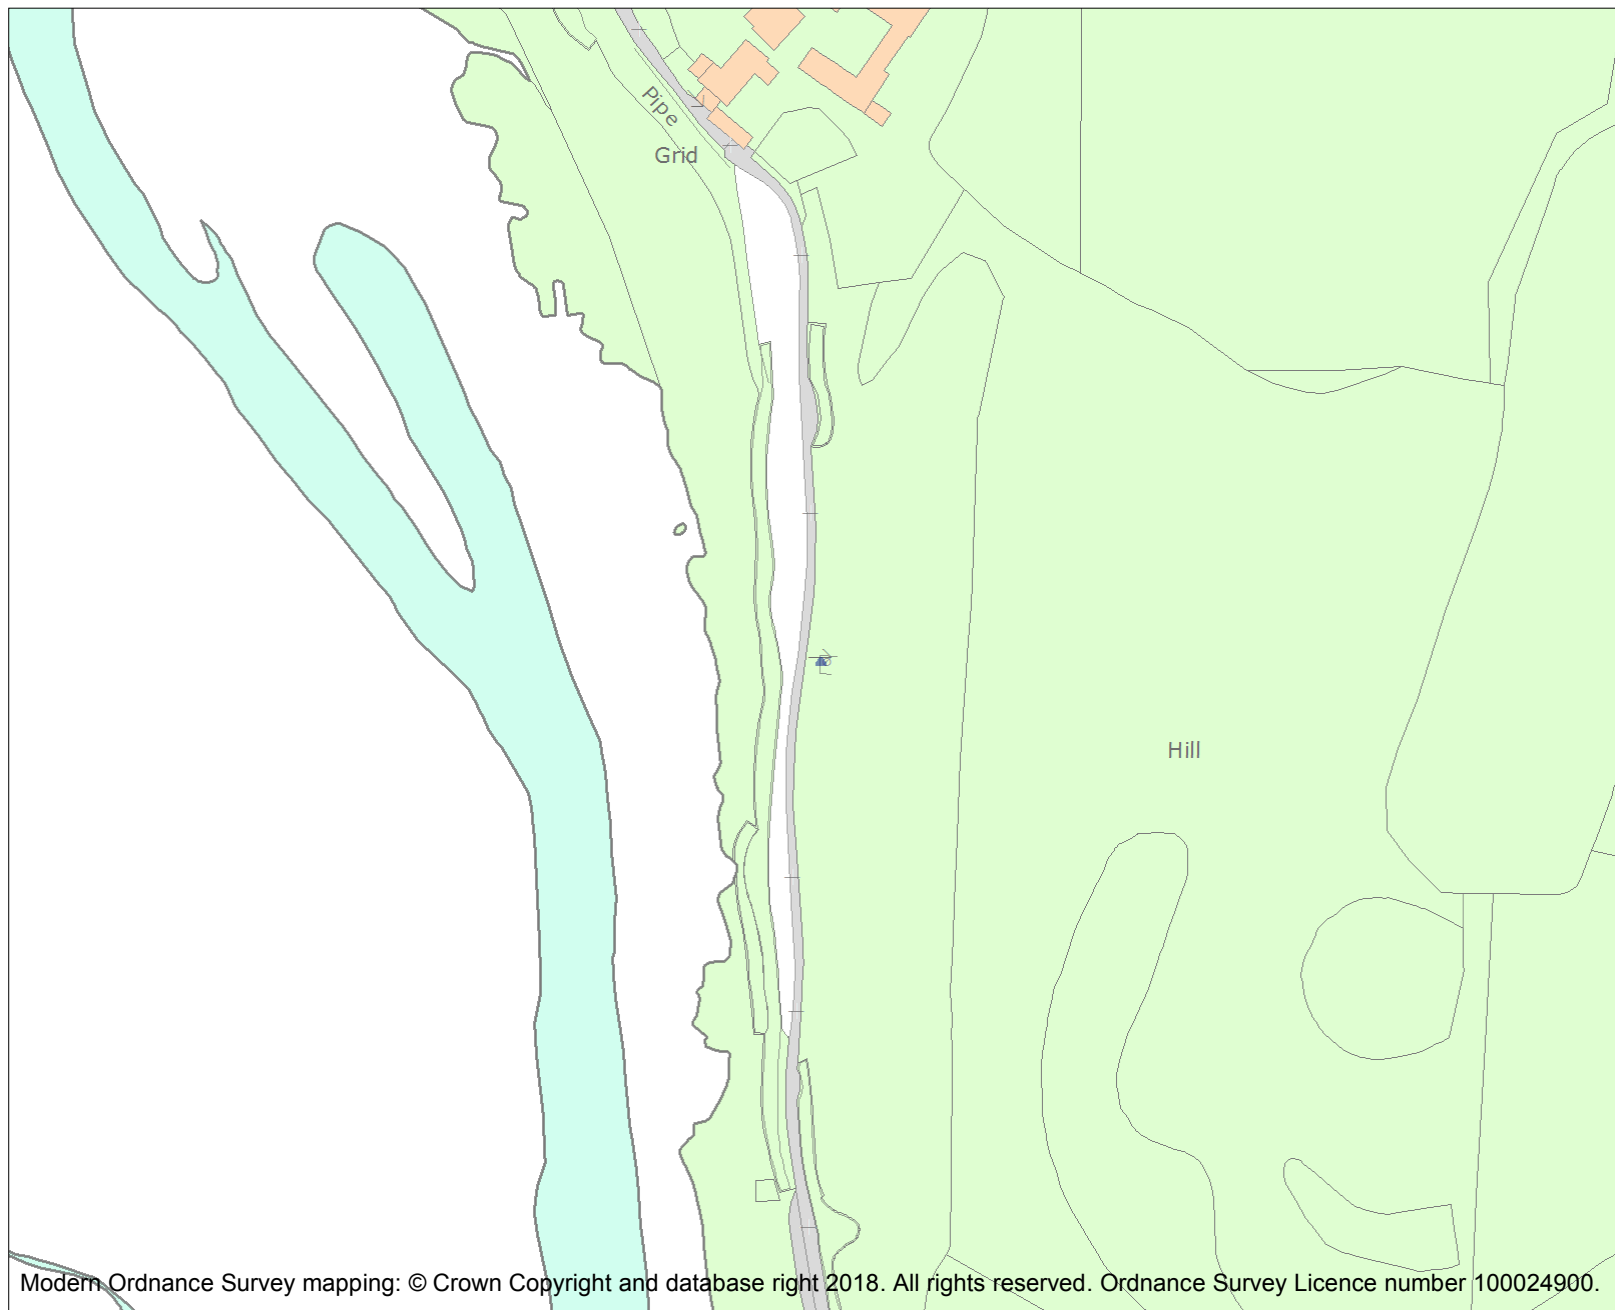 Pipe
Grid
Hill
Modern Ordnance Survey mapping: © Crown Copyright and database right 2018. All rights reserved. Ordnance Survey Licence number 100024900.